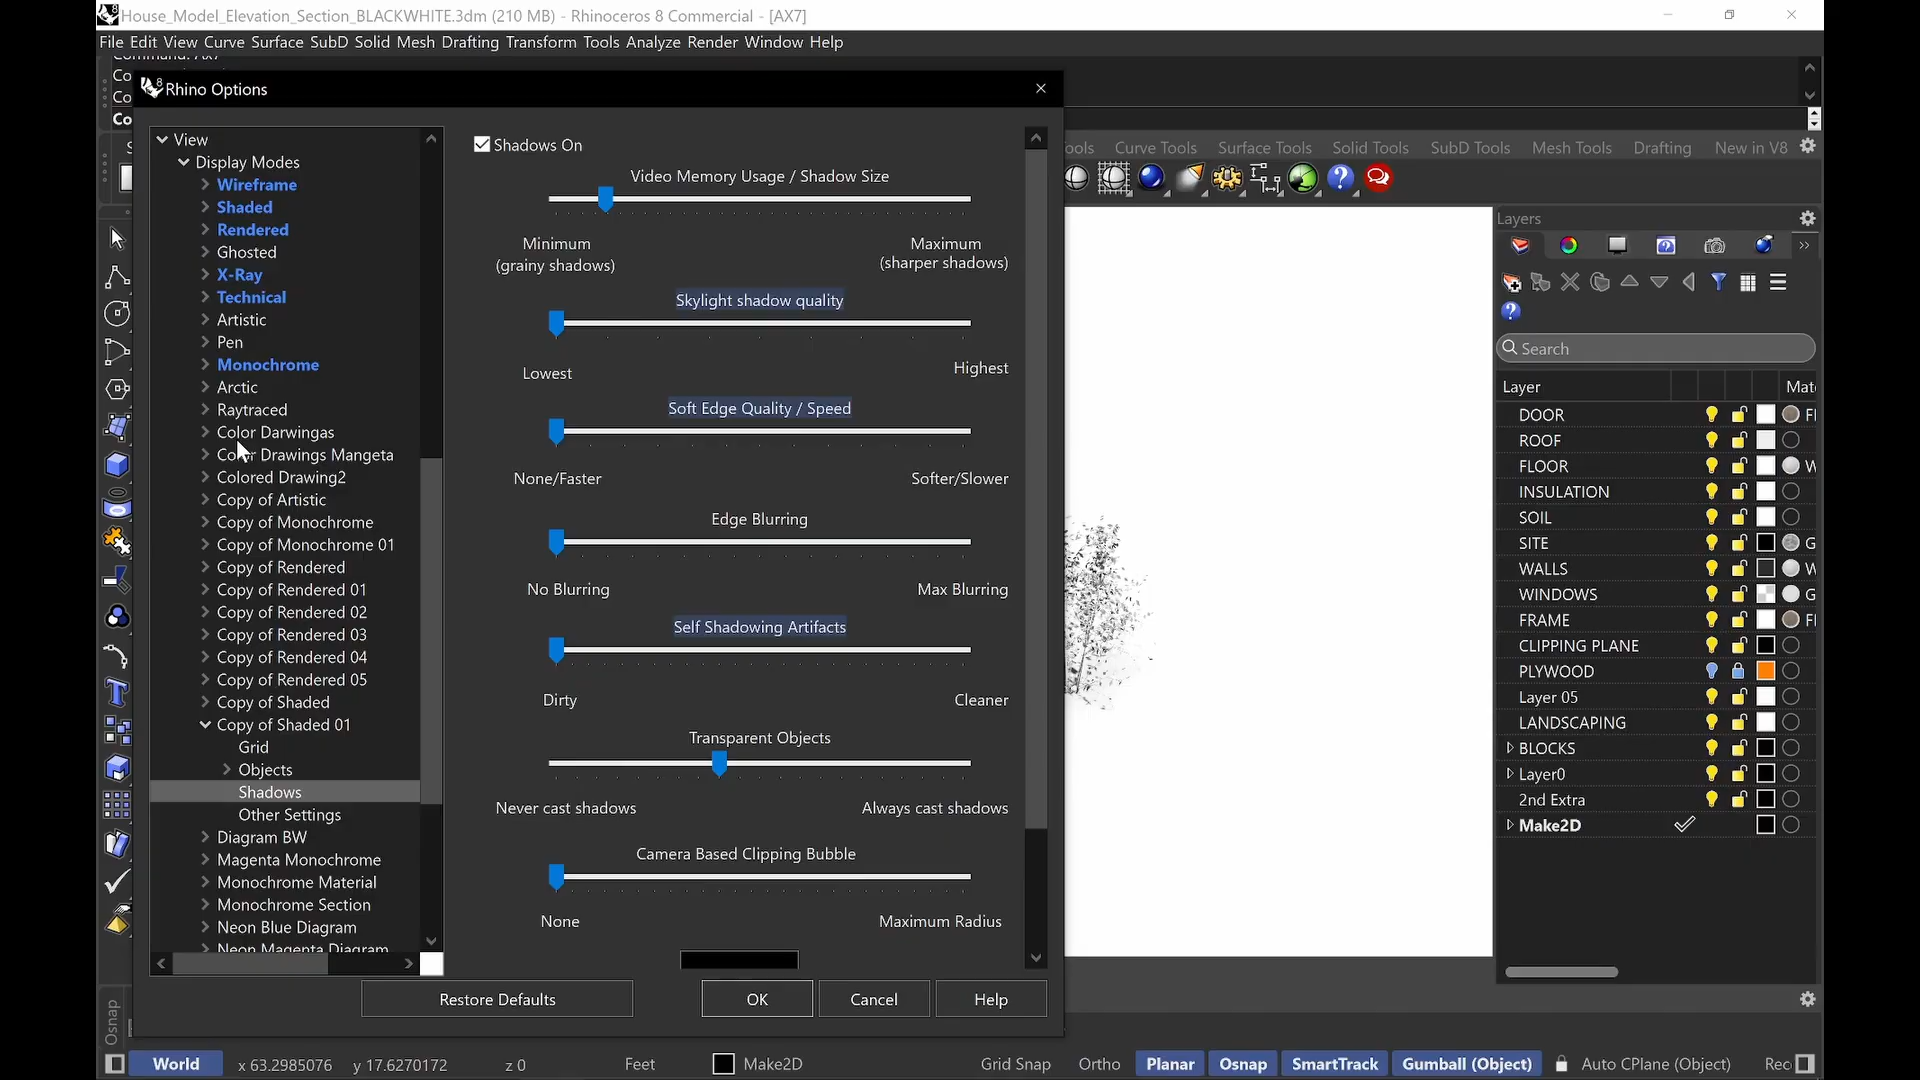 House_Model_Elevation_Section_BLACKWHITE.3dm (210 MB) - Rhinoceros 8 Commercial - [AX7]
File Edit View Curve Surface SubD Solid Mesh Drafting Transform Tools Analyze Render Window Help
Rhino Options
View
Display Modes
Wireframe
Shaded
Rendered
Ghosted
X-Ray
Technical
Artistic
Pen
Monochrome
Arctic
Raytraced
Color Darwingas
Color Drawings Mangeta
Colored Drawing2
Copy of Artistic
Copy of Monochrome
Copy of Monochrome 01
Copy of Rendered
Copy of Rendered 01
Copy of Rendered 02
Copy of Rendered 03
Copy of Rendered 04
Copy of Rendered 05
Copy of Shaded
Copy of Shaded 01
Grid
Objects
Shadows
Other Settings
Diagram BW
Magenta Monochrome
Monochrome Material
Monochrome Section
Neon Blue Diagram
Neon Magenta Diagram
Shadows On
Video Memory Usage / Shadow Size
Minimum Maximum
(grainy shadows) (sharper shadows)
Skylight shadow quality
Lowest Highest
Soft Edge Quality / Speed
None/Faster Softer/Slower
Edge Blurring
No Blurring Max Blurring
Self Shadowing Artifacts
Dirty Cleaner
Transparent Objects
Never cast shadows Always cast shadows
Camera Based Clipping Bubble
None Maximum Radius
Restore Defaults OK Cancel Help
Curve Tools Surface Tools Solid Tools SubD Tools Mesh Tools Drafting New in V8
Layers
Search
Layer
DOOR
ROOF
FLOOR
INSULATION
SOIL
SITE
WALLS
WINDOWS
FRAME
CLIPPING PLANE
PLYWOOD
Layer 05
LANDSCAPING
BLOCKS
Layer0
2nd Extra
Make2D
Osnap
World x 63.2985076 y 17.6270172 z 0 Feet Make2D Grid Snap Ortho Planar Osnap SmartTrack Gumball (Object) Auto CPlane (Object)